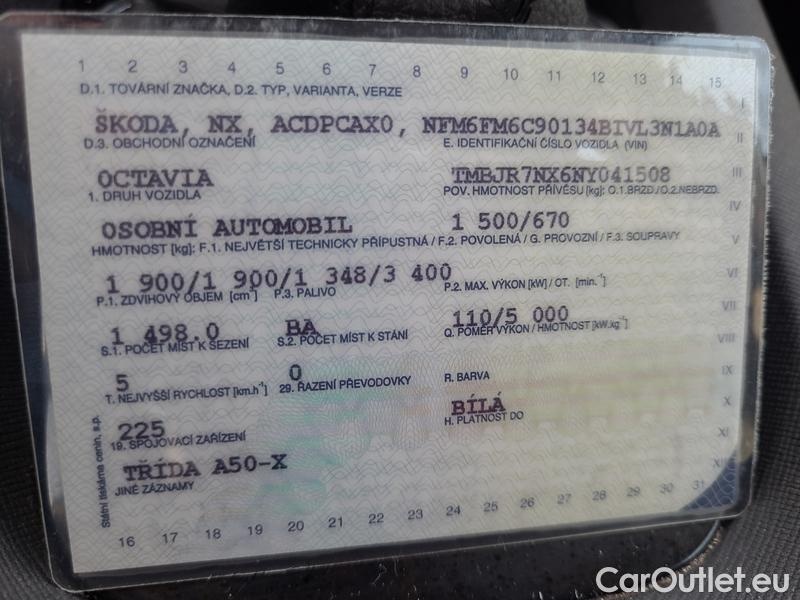 1 2 3 4 5 6 7 8 9 10 11 12 13 14 15
D.1. TOVÁRNÍ ZNAČKA, D.2. TYP, VARIANTA, VERZE
I
ŠKODA, NX, ACDPCAX0, NFM6FM6C90134BIVL3N1A0A
II
D.3. OBCHODNÍ OZNAČENÍ E. IDENTIFIKAČNÍ ČÍSLO VOZIDLA (VIN)
OCTAVIA TMBJR7NX6NY041508
III
1. DRUH VOZIDLA POV. HMOTNOST PŘÍVĚSU [kg]: O.1.BRZD./O.2.NEBRZD.
IV
OSOBNÍ AUTOMOBIL 1 500/670
HMOTNOST [kg]: F.1. NEJVĚTŠÍ TECHNICKY PŘÍPUSTNÁ / F.2. POVOLENÁ / G. PROVOZNÍ / F.3. SOUPRAVY
V
1 900/1 900/1 348/3 400
VI
P.1. ZDVIHOVÝ OBJEM [cm³] P.3. PALIVO P.2. MAX. VÝKON [kW] / OT. [min.⁻¹]
VII
1 498.0 BA 110/5 000
S.1. POČET MÍST K SEZENÍ S.2. POČET MÍST K STÁNÍ Q. POMĚR VÝKON / HMOTNOST [kW.kg⁻¹]
VIII
5 0
T. NEJVYŠŠÍ RYCHLOST [km.h⁻¹] 29. ŘAZENÍ PŘEVODOVKY R. BARVA
IX
225 BÍLÁ
X
19. SPOJOVACÍ ZAŘÍZENÍ H. PLATNOST DO
XI
TŘÍDA A50-X
JINÉ ZÁZNAMY
XII
Státní tiskárna cenin, s.p.
16 17 18 19 20 21 22 23 24 25 26 27 28 29 30 31
CarOutlet.eu